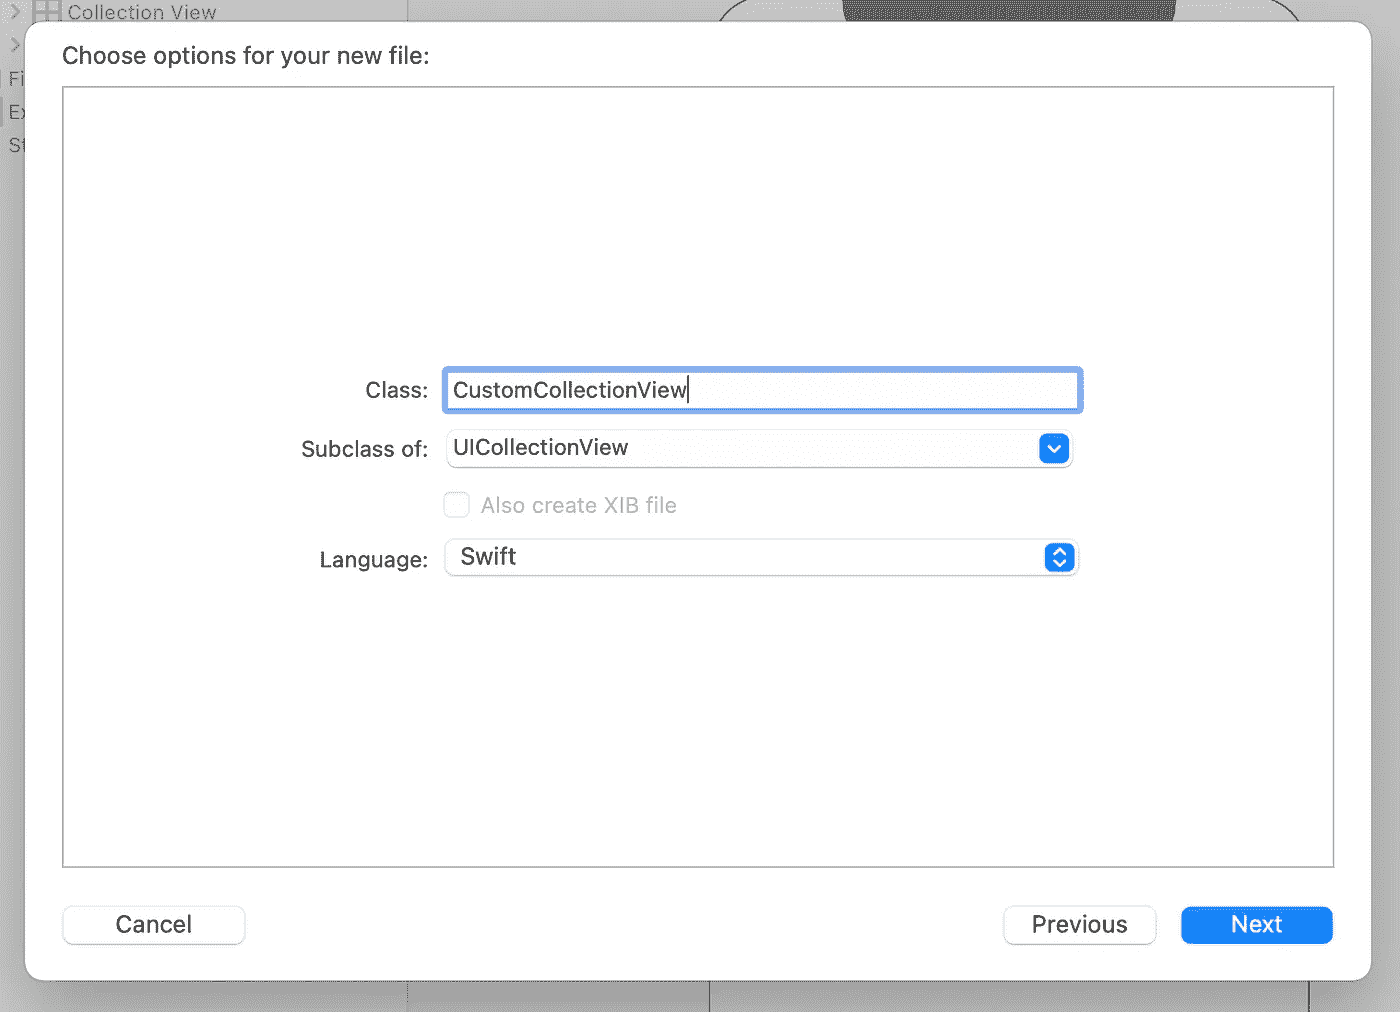 Collection View
Choose options for your new file:
Fi
Ex
Class: CustomCollectionView
Subclass of: UICollectionView
Also create XIB file
Language: Swift
Cancel
Previous
Next